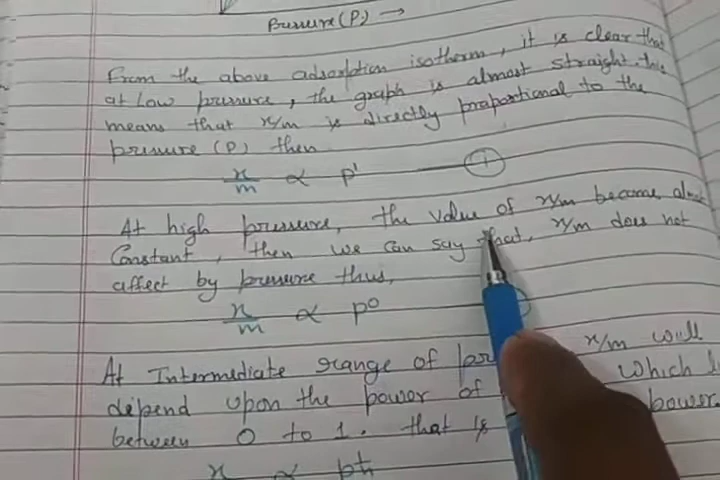 Pressure (P) →
From the above adsorption isotherm, it is clear that
at low pressure, the graph is almost straight this
means that x/m is directly proportional to the
pressure (P) then
x/m ∝ p¹ — 1
At high pressure, the value of x/m become
Constant, then we can say that, x/m does not
affect by pressure thus,
x/m ∝ p⁰
At Intermediate range of x/m will
depend upon the power of which
between 0 to 1. that is power
x ∝